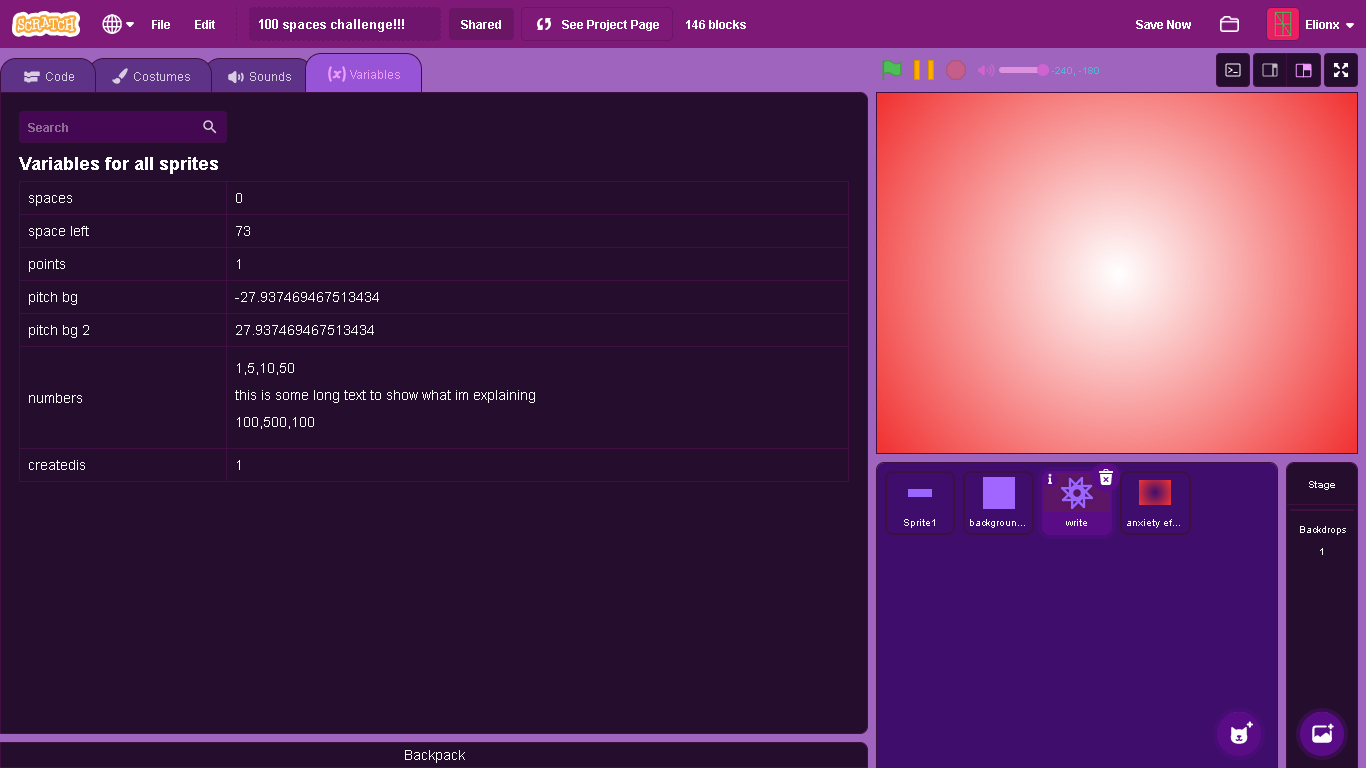 SCRATCH
File
Edit
100 spaces challenge!!!
Shared
See Project Page
146 blocks
Save Now
Elionx
Code
Costumes
Sounds
(x) Variables
-240, -180
Search
Variables for all sprites
spaces 0
space left 73
points 1
pitch bg -27.937469467513434
pitch bg 2 27.937469467513434
numbers
1,5,10,50
this is some long text to show what im explaining
100,500,100
createdis 1
Sprite1
backgroun...
write
anxiety ef...
Stage
Backdrops
1
Backpack